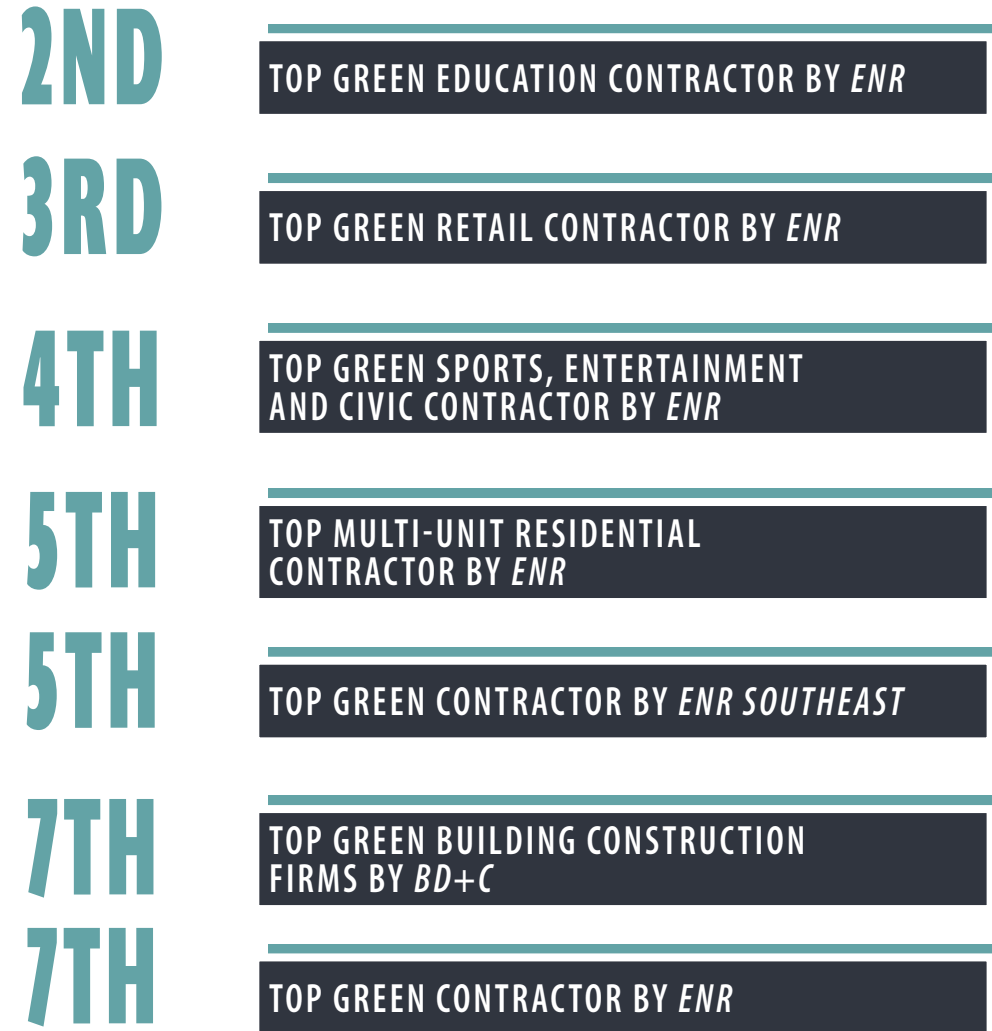 2ND
TOP GREEN EDUCATION CONTRACTOR BY ENR
3RD
TOP GREEN RETAIL CONTRACTOR BY ENR
4TH
TOP GREEN SPORTS, ENTERTAINMENT
AND CIVIC CONTRACTOR BY ENR
5TH
TOP MULTI-UNIT RESIDENTIAL
CONTRACTOR BY ENR
5TH
TOP GREEN CONTRACTOR BY ENR SOUTHEAST
7TH
TOP GREEN BUILDING CONSTRUCTION
FIRMS BY BD+C
7TH
TOP GREEN CONTRACTOR BY ENR